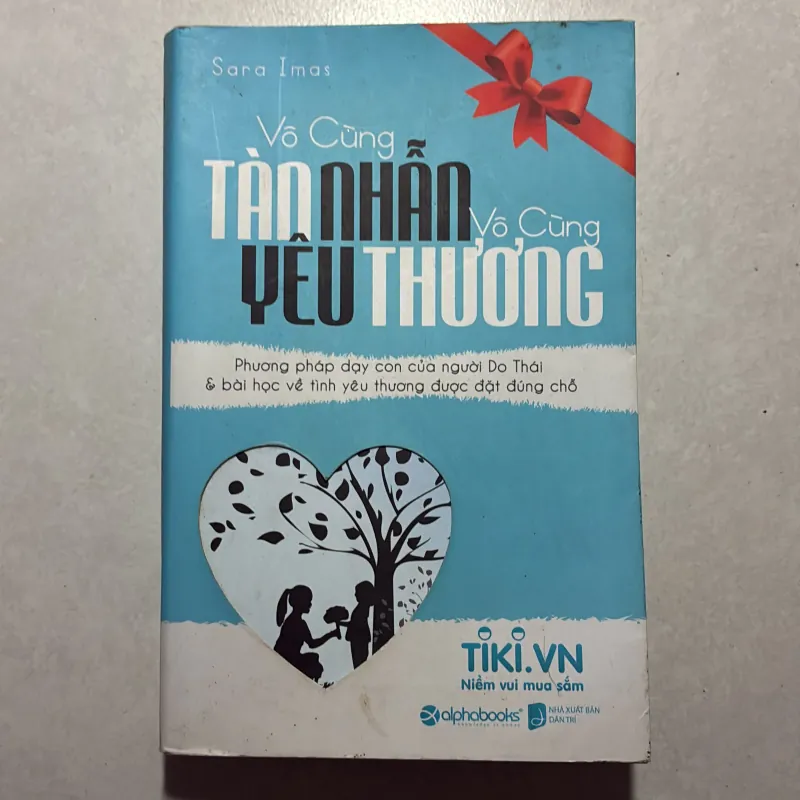 Sara Imas
Vô Cùng
TÀN NHẪN
Vô Cùng
YÊU THƯƠNG
Phương pháp dạy con của người Do Thái
& bài học về tình yêu thương được đặt đúng chỗ
TiKi.VN
Niềm vui mua sắm
alphabooks®
NHÀ XUẤT BẢN
DÂN TRÍ